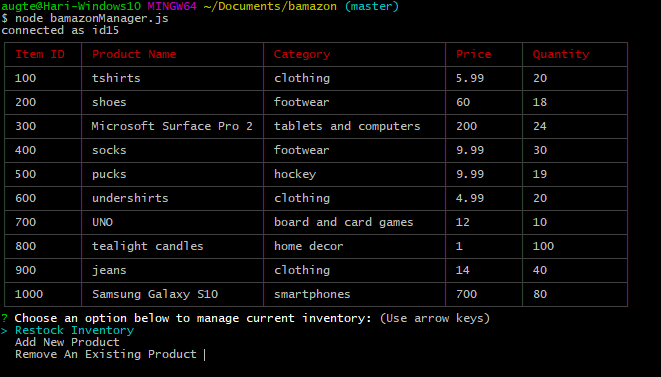 augte@Hari-Windows10 MINGW64 ~/Documents/bamazon (master)
$ node bamazonManager.js
connected as id15
Item ID Product Name Category Price Quantity
100 tshirts clothing 5.99 20
200 shoes footwear 60 18
300 Microsoft Surface Pro 2 tablets and computers 200 24
400 socks footwear 9.99 30
500 pucks hockey 9.99 19
600 undershirts clothing 4.99 20
700 UNO board and card games 12 10
800 tealight candles home decor 1 100
900 jeans clothing 14 40
1000 Samsung Galaxy S10 smartphones 700 80
? Choose an option below to manage current inventory: (Use arrow keys)
> Restock Inventory
Add New Product
Remove An Existing Product